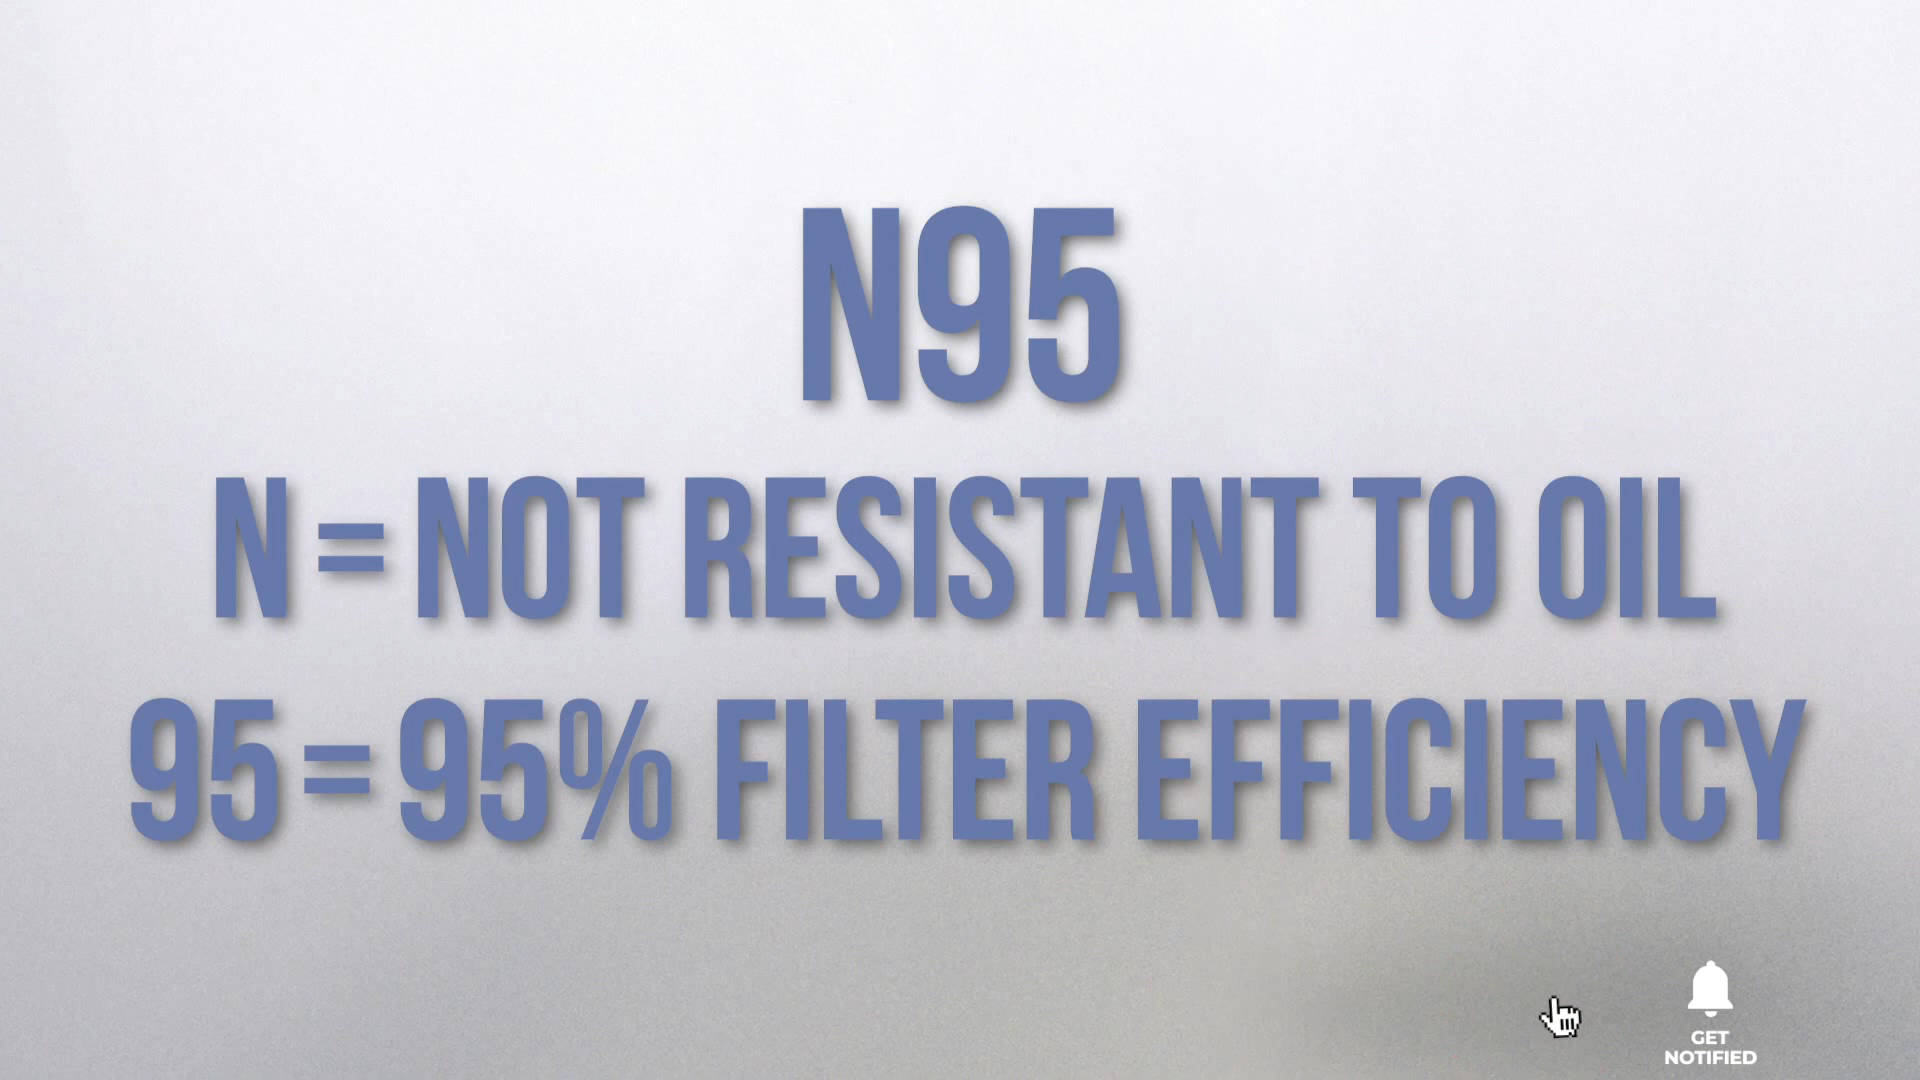 N95
N = NOT RESISTANT TO OIL
95 = 95% FILTER EFFICIENCY
GET
NOTIFIED